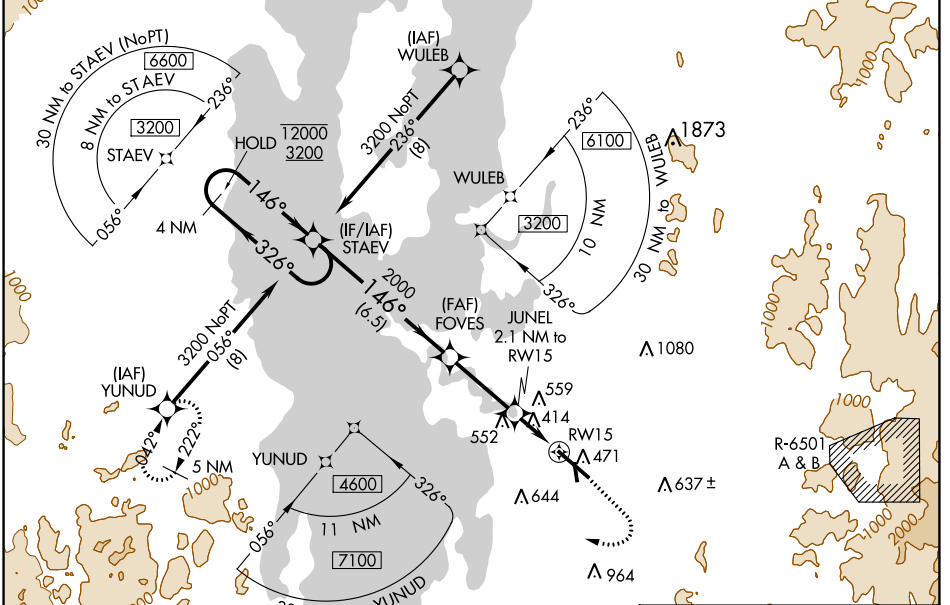 30 NM to STAEV (NoPT)
6600
8 NM to STAEV
236°
3200
STAEV
056°
HOLD
12000
3200
146°
4 NM
326°
(IF/IAF)
STAEV
(IAF)
WULEB
3200 NoPT
236°
(8)
236°
6100
1873
WULEB
3200
10 NM
30 NM to WULEB
326°
2000
146°
(6.5)
(FAF)
FOVES
JUNEL
2.1 NM to
RW15
1000
1000
1000
3200 NoPT
056°
(8)
(IAF)
YUNUD
042°
222°
5 NM
1000
1080
559
414
552
RW15
471
644
637 ±
964
1000
R-6501
A & B
1000
2000
YUNUD
4600
326°
11 NM
056°
7100
YUNUD